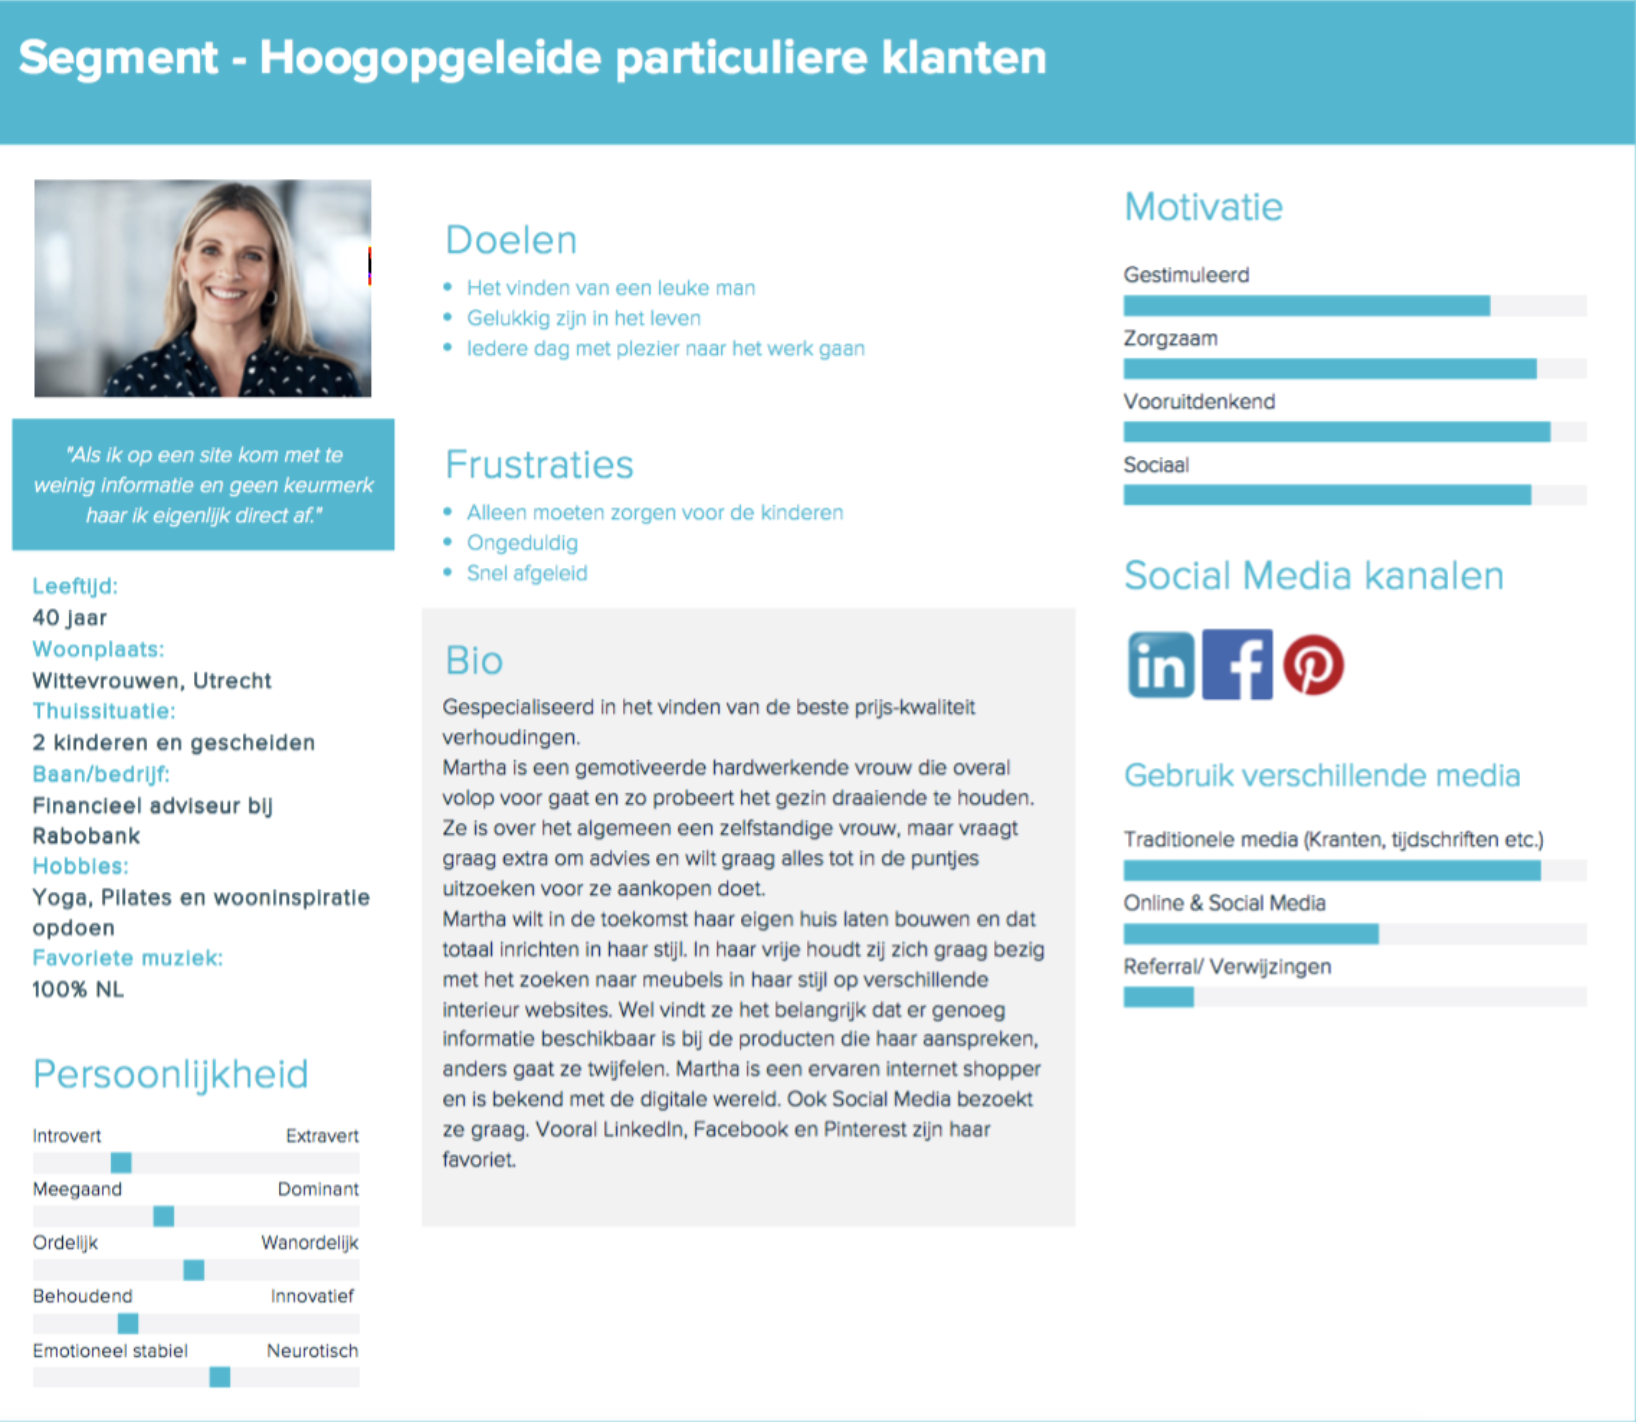 Segment - Hoogopgeleide particuliere klanten
"Als ik op een site kom met te
weinig informatie en geen keurmerk
haar ik eigenlijk direct af."
Leeftijd:
40 jaar
Woonplaats:
Wittevrouwen, Utrecht
Thuissituatie:
2 kinderen en gescheiden
Baan/bedrijf:
Financieel adviseur bij
Rabobank
Hobbies:
Yoga, Pilates en wooninspiratie
opdoen
Favoriete muziek:
100% NL
Persoonlijkheid
Introvert Extravert
Meegaand Dominant
Ordelijk Wanordelijk
Behoudend Innovatief
Emotioneel stabiel Neurotisch
Doelen
• Het vinden van een leuke man
• Gelukkig zijn in het leven
• Iedere dag met plezier naar het werk gaan
Frustraties
• Alleen moeten zorgen voor de kinderen
• Ongeduldig
• Snel afgeleid
Bio
Gespecialiseerd in het vinden van de beste prijs-kwaliteit
verhoudingen.
Martha is een gemotiveerde hardwerkende vrouw die overal
volop voor gaat en zo probeert het gezin draaiende te houden.
Ze is over het algemeen een zelfstandige vrouw, maar vraagt
graag extra om advies en wilt graag alles tot in de puntjes
uitzoeken voor ze aankopen doet.
Martha wilt in de toekomst haar eigen huis laten bouwen en dat
totaal inrichten in haar stijl. In haar vrije houdt zij zich graag bezig
met het zoeken naar meubels in haar stijl op verschillende
interieur websites. Wel vindt ze het belangrijk dat er genoeg
informatie beschikbaar is bij de producten die haar aanspreken,
anders gaat ze twijfelen. Martha is een ervaren internet shopper
en is bekend met de digitale wereld. Ook Social Media bezoekt
ze graag. Vooral LinkedIn, Facebook en Pinterest zijn haar
favoriet.
Motivatie
Gestimuleerd
Zorgzaam
Vooruitdenkend
Sociaal
Social Media kanalen
in f P
Gebruik verschillende media
Traditionele media (Kranten, tijdschriften etc.)
Online & Social Media
Referral/ Verwijzingen